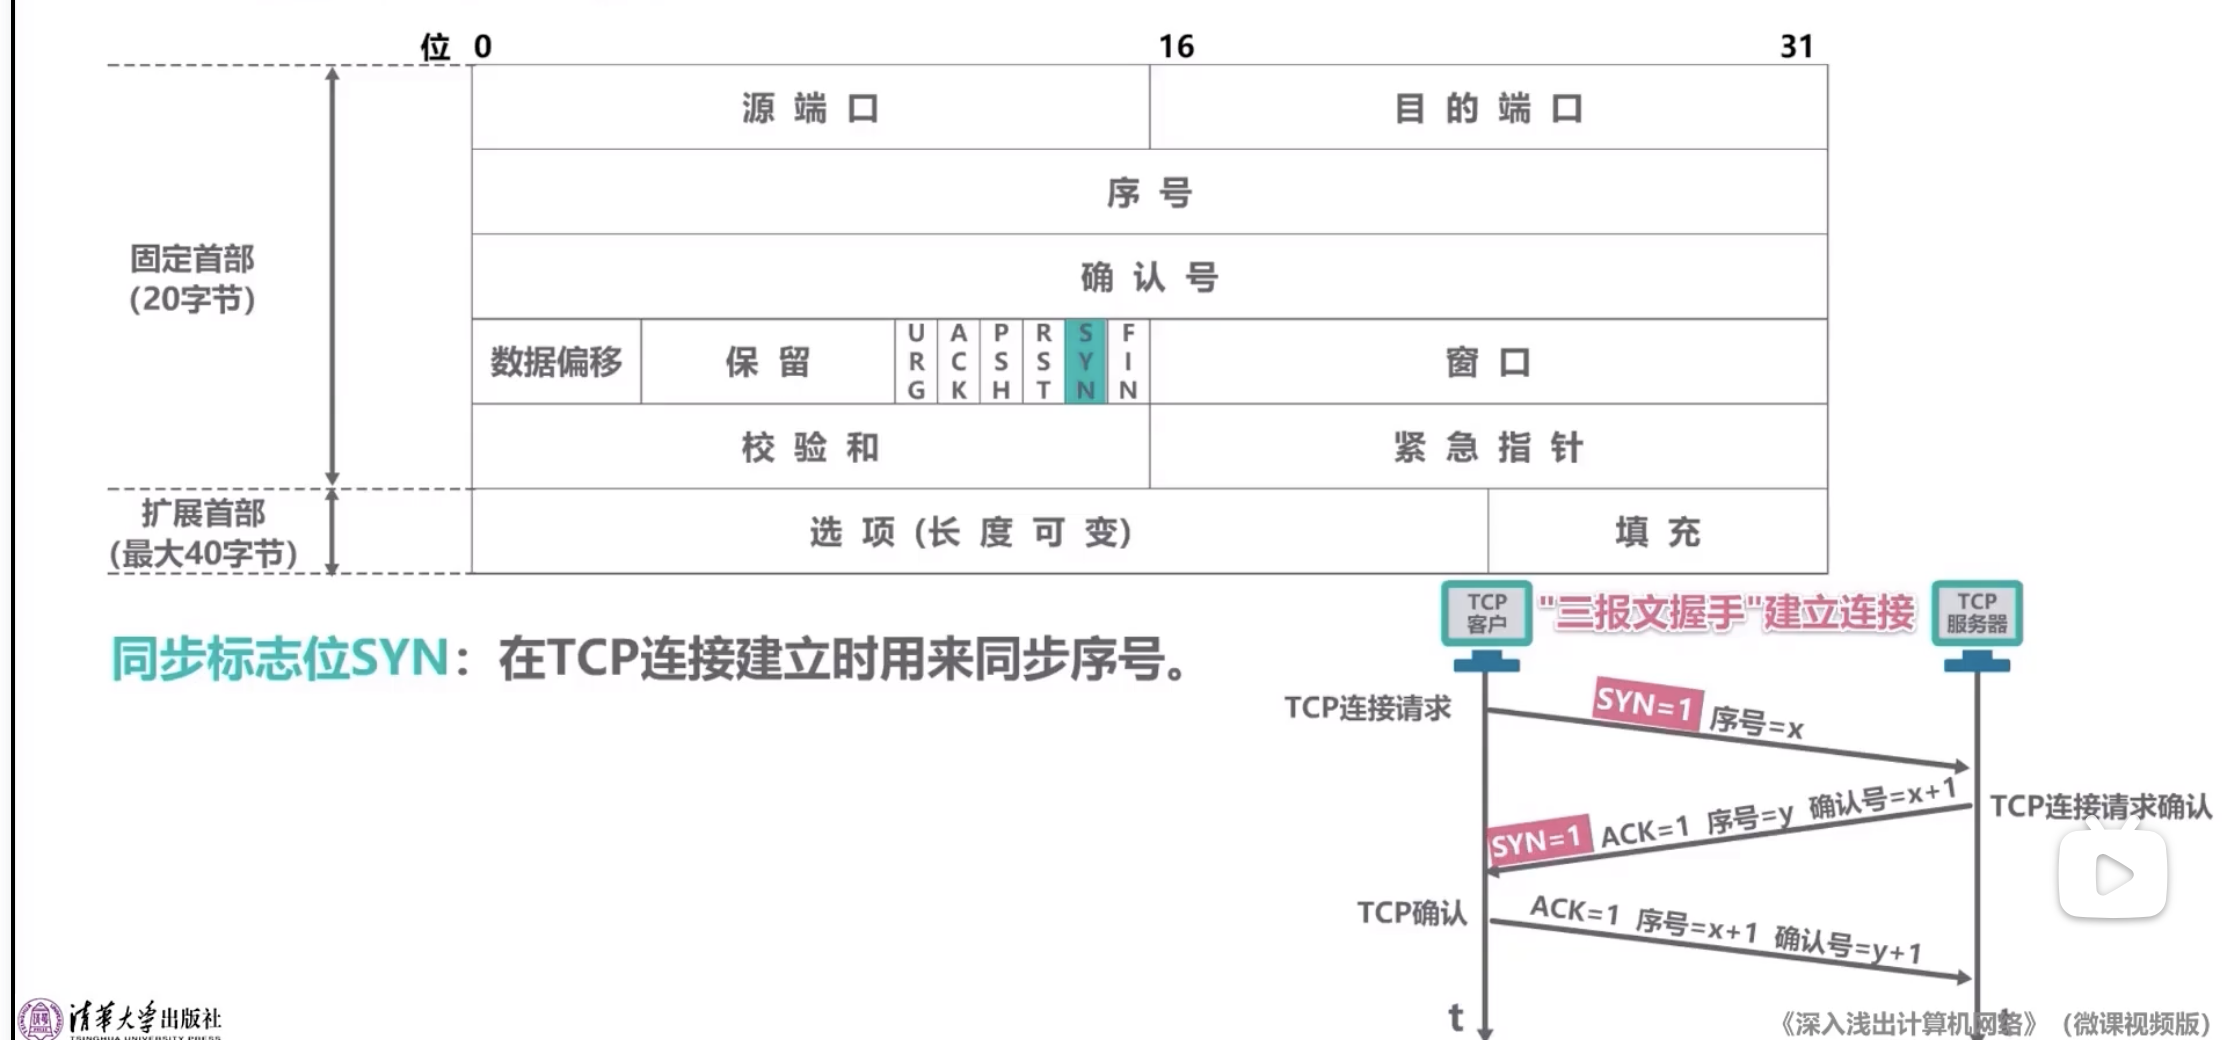 位 0 16 31
源 端 口 目 的 端 口
序 号
确 认 号
固定首部
(20字节)
数据偏移 保 留 URG ACK PSH RST SYN FIN 窗 口
校 验 和 紧 急 指 针
扩展首部
(最大40字节)
选 项 (长 度 可 变) 填 充
同步标志位SYN：在TCP连接建立时用来同步序号。
TCP
客户
"三报文握手"建立连接
TCP
服务器
TCP连接请求
SYN=1 序号=x
SYN=1 ACK=1 序号=y 确认号=x+1
TCP连接请求确认
TCP确认
ACK=1 序号=x+1 确认号=y+1
t
t
清华大学出版社
TSINGHUA UNIVERSITY PRESS
《深入浅出计算机网络》（微课视频版）